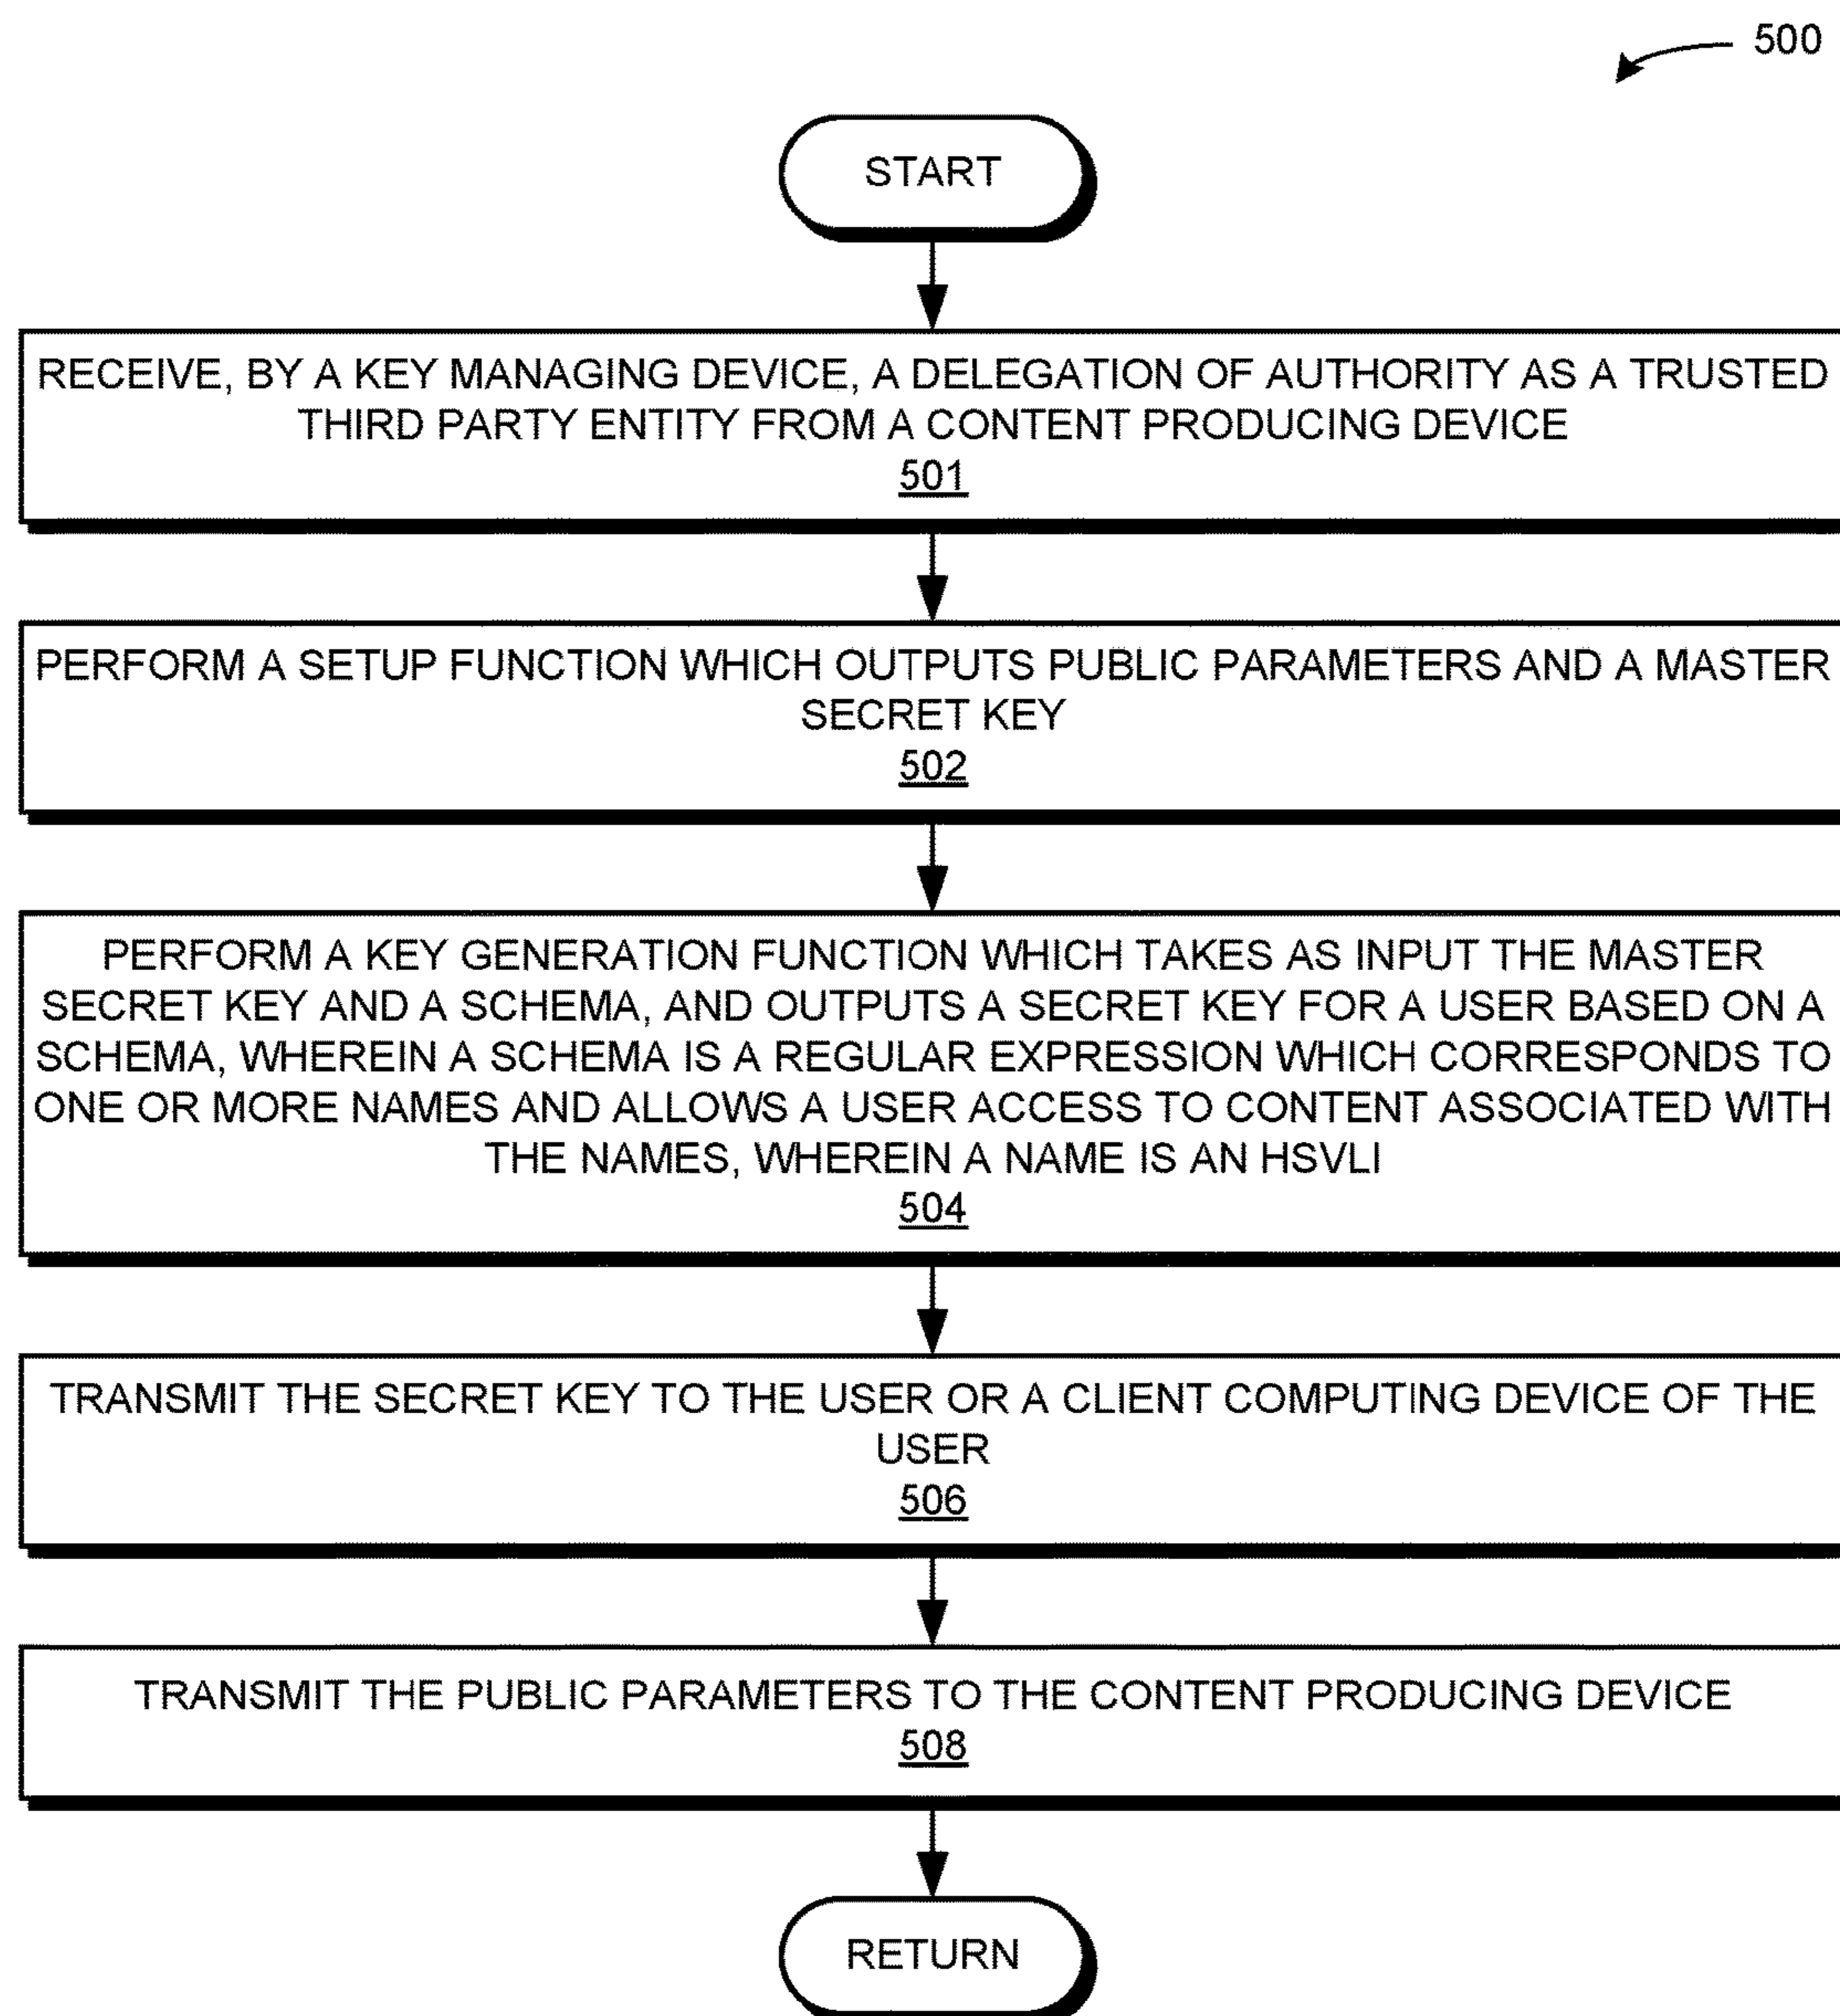 500
START
RECEIVE, BY A KEY MANAGING DEVICE, A DELEGATION OF AUTHORITY AS A TRUSTED
THIRD PARTY ENTITY FROM A CONTENT PRODUCING DEVICE
501
PERFORM A SETUP FUNCTION WHICH OUTPUTS PUBLIC PARAMETERS AND A MASTER
SECRET KEY
502
PERFORM A KEY GENERATION FUNCTION WHICH TAKES AS INPUT THE MASTER
SECRET KEY AND A SCHEMA, AND OUTPUTS A SECRET KEY FOR A USER BASED ON A
SCHEMA, WHEREIN A SCHEMA IS A REGULAR EXPRESSION WHICH CORRESPONDS TO
ONE OR MORE NAMES AND ALLOWS A USER ACCESS TO CONTENT ASSOCIATED WITH
THE NAMES, WHEREIN A NAME IS AN HSVLI
504
TRANSMIT THE SECRET KEY TO THE USER OR A CLIENT COMPUTING DEVICE OF THE
USER
506
TRANSMIT THE PUBLIC PARAMETERS TO THE CONTENT PRODUCING DEVICE
508
RETURN